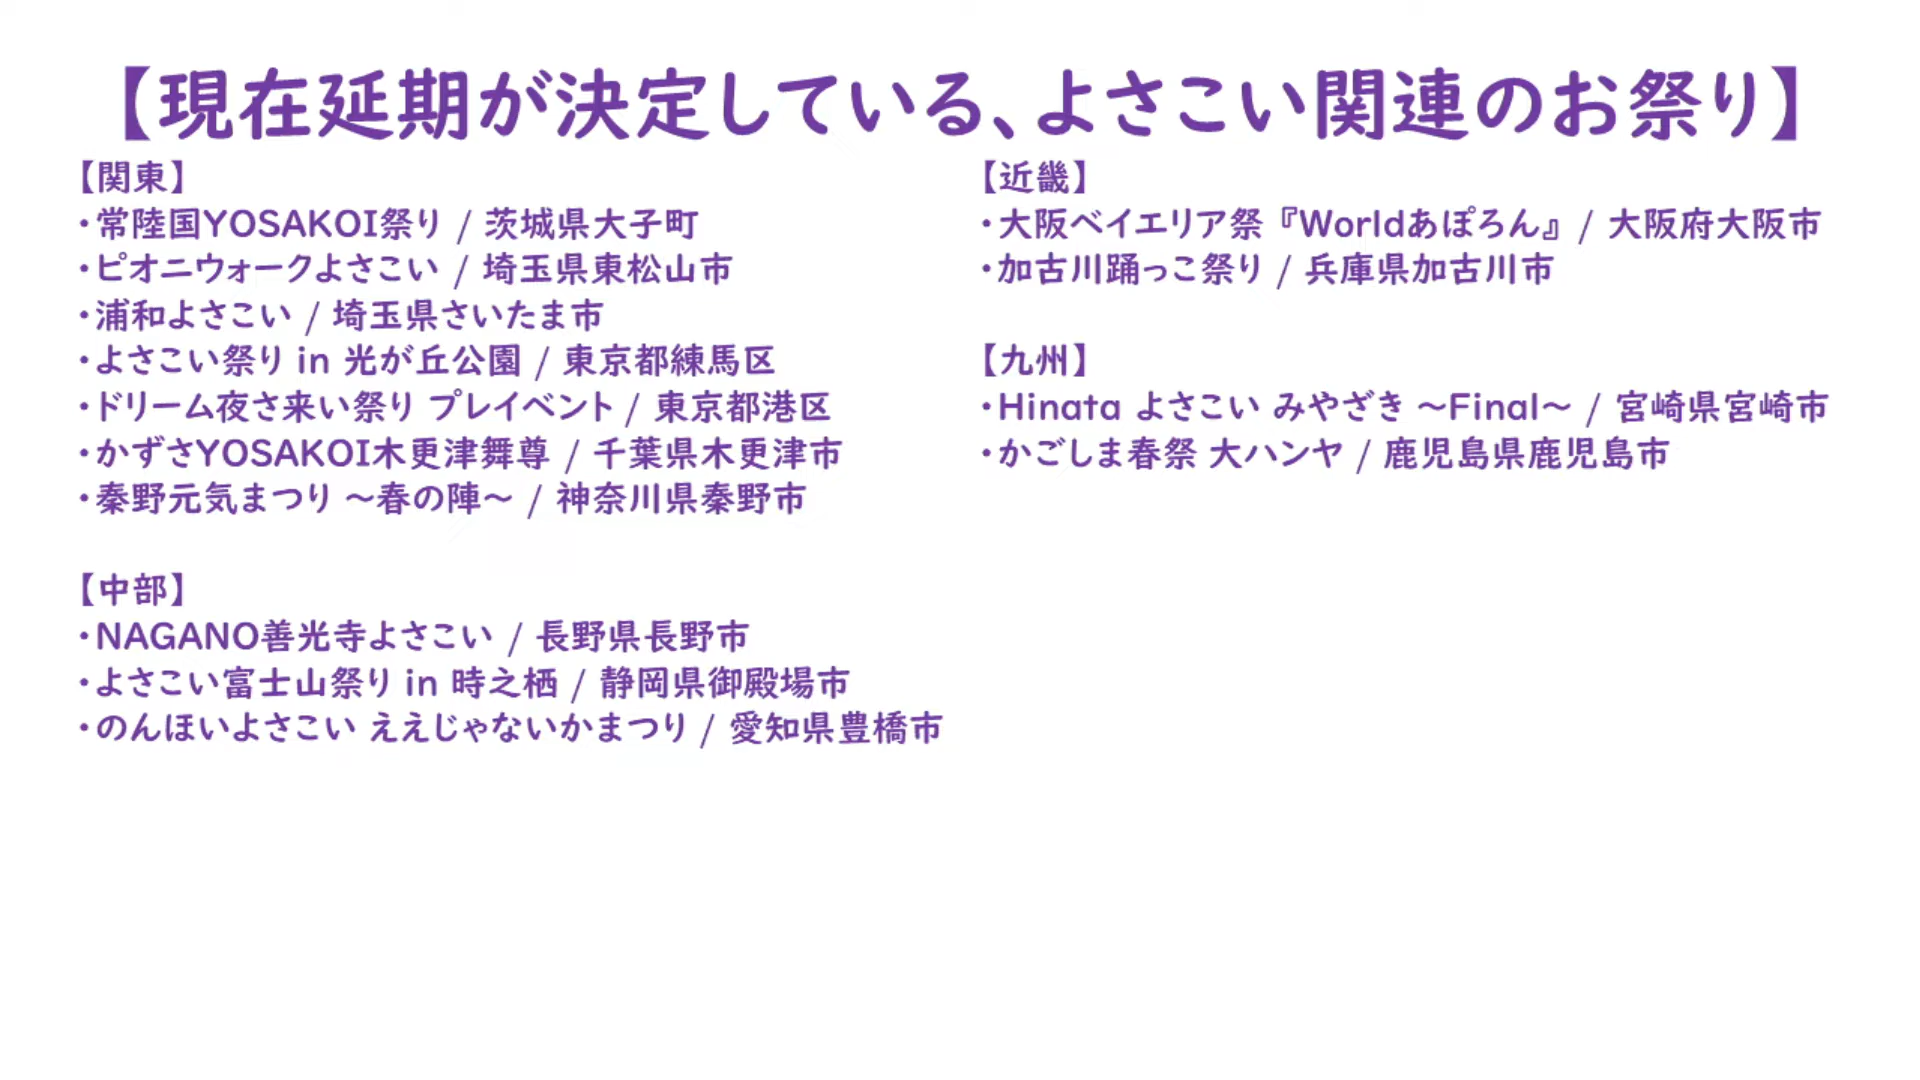 【現在延期が決定している、よさこい関連のお祭り】
【関東】
・常陸国YOSAKOI祭り / 茨城県大子町
・ピオニウォークよさこい / 埼玉県東松山市
・浦和よさこい / 埼玉県さいたま市
・よさこい祭り in 光が丘公園 / 東京都練馬区
・ドリーム夜さ来い祭り プレイベント / 東京都港区
・かずさYOSAKOI木更津舞尊 / 千葉県木更津市
・秦野元気まつり ～春の陣～ / 神奈川県秦野市
【中部】
・NAGANO善光寺よさこい / 長野県長野市
・よさこい富士山祭り in 時之栖 / 静岡県御殿場市
・のんほいよさこい ええじゃないかまつり / 愛知県豊橋市
【近畿】
・大阪ベイエリア祭『Worldあぽろん』 / 大阪府大阪市
・加古川踊っこ祭り / 兵庫県加古川市
【九州】
・Hinata よさこい みやざき ～Final～ / 宮崎県宮崎市
・かごしま春祭 大ハンヤ / 鹿児島県鹿児島市